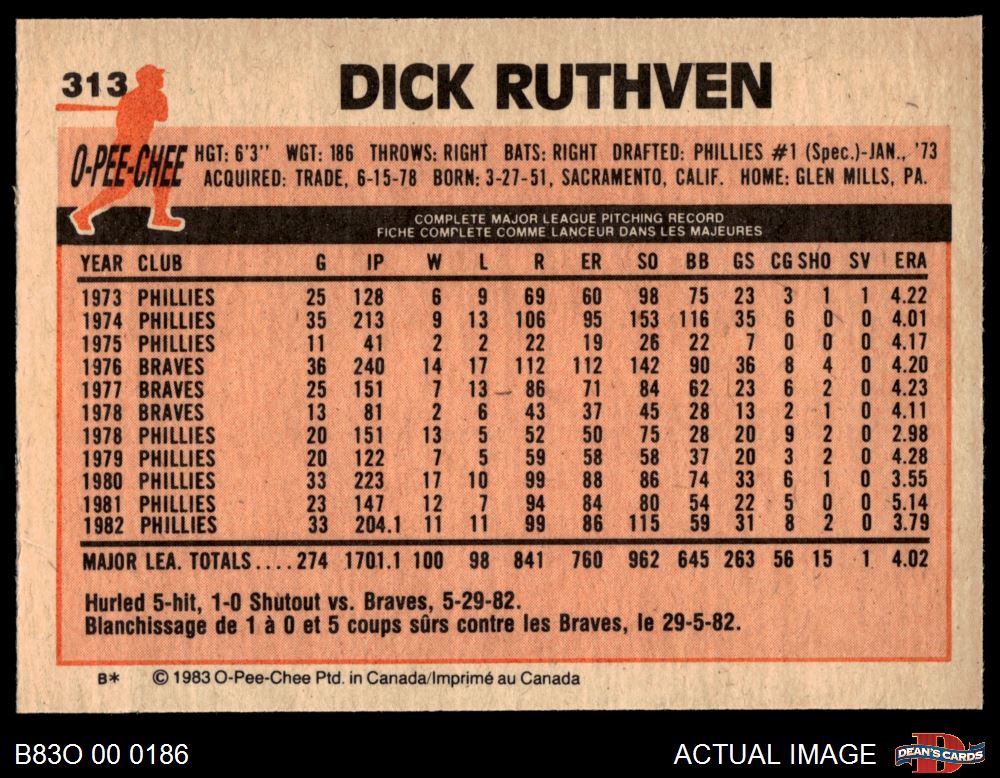 313
DICK RUTHVEN
O-PEE-CHEE
HGT: 6'3" WGT: 186 THROWS: RIGHT BATS: RIGHT DRAFTED: PHILLIES #1 (Spec.)-JAN., '73
ACQUIRED: TRADE, 6-15-78 BORN: 3-27-51, SACRAMENTO, CALIF. HOME: GLEN MILLS, PA.
COMPLETE MAJOR LEAGUE PITCHING RECORD
FICHE COMPLETE COMME LANCEUR DANS LES MAJEURES
YEAR CLUB G IP W L R ER SO BB GS CG SHO SV ERA
1973 PHILLIES 25 128 6 9 69 60 98 75 23 3 1 1 4.22
1974 PHILLIES 35 213 9 13 106 95 153 116 35 6 0 0 4.01
1975 PHILLIES 11 41 2 2 22 19 26 22 7 0 0 0 4.17
1976 BRAVES 36 240 14 17 112 112 142 90 36 8 4 0 4.20
1977 BRAVES 25 151 7 13 86 71 84 62 23 6 2 0 4.23
1978 BRAVES 13 81 2 6 43 37 45 28 13 2 1 0 4.11
1978 PHILLIES 20 151 13 5 52 50 75 28 20 9 2 0 2.98
1979 PHILLIES 20 122 7 5 59 58 58 37 20 3 2 0 4.28
1980 PHILLIES 33 223 17 10 99 88 86 74 33 6 1 0 3.55
1981 PHILLIES 23 147 12 7 94 84 80 54 22 5 0 0 5.14
1982 PHILLIES 33 204.1 11 11 99 86 115 59 31 8 2 0 3.79
MAJOR LEA. TOTALS.... 274 1701.1 100 98 841 760 962 645 263 56 15 1 4.02
Hurled 5-hit, 1-0 Shutout vs. Braves, 5-29-82.
Blanchissage de 1 à 0 et 5 coups sûrs contre les Braves, le 29-5-82.
B* © 1983 O-Pee-Chee Ptd. in Canada/Imprimé au Canada
B83O 00 0186
ACTUAL IMAGE
DEAN'S CARDS